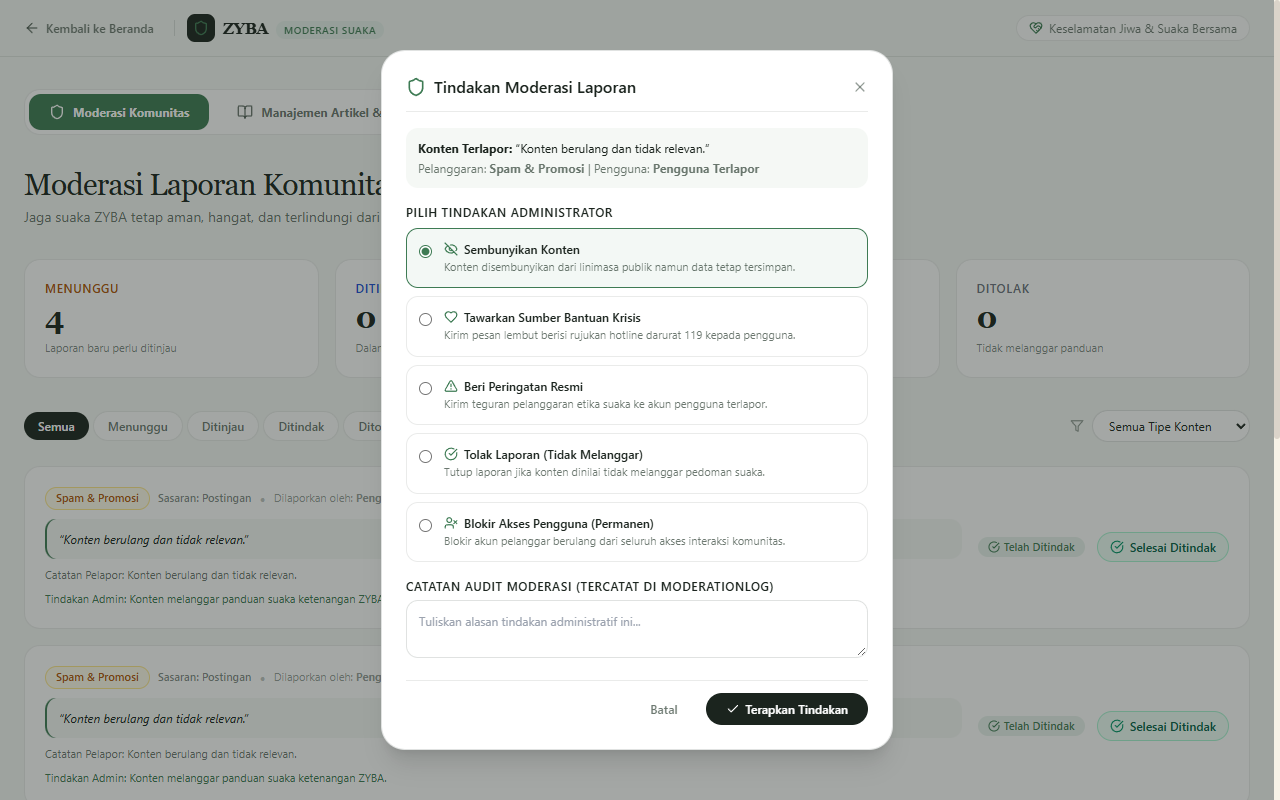 Kembali ke Beranda
ZYBA
MODERASI SUAKA
Keselamatan Jiwa & Suaka Bersama
Moderasi Komunitas
Manajemen Artikel &
Moderasi Laporan Komunita
Jaga suaka ZYBA tetap aman, hangat, dan terlindungi dari
MENUNGGU
4
Laporan baru perlu ditinjau
DITI
0
Dalar
DITOLAK
0
Tidak melanggar panduan
Semua
Menunggu
Ditinjau
Ditindak
Dito
Semua Tipe Konten
Spam & Promosi
Sasaran: Postingan
Dilaporkan oleh: Peng
"Konten berulang dan tidak relevan."
Catatan Pelapor: Konten berulang dan tidak relevan.
Tindakan Admin: Konten melanggar panduan suaka ketenangan ZYBA
Telah Ditindak
Selesai Ditindak
Spam & Promosi
Sasaran: Postingan
Dilaporkan oleh: Peng
"Konten berulang dan tidak relevan."
Catatan Pelapor: Konten berulang dan tidak relevan.
Tindakan Admin: Konten melanggar panduan suaka ketenangan ZYBA.
Telah Ditindak
Selesai Ditindak
Tindakan Moderasi Laporan
Konten Terlapor: "Konten berulang dan tidak relevan."
Pelanggaran: Spam & Promosi | Pengguna: Pengguna Terlapor
PILIH TINDAKAN ADMINISTRATOR
Sembunyikan Konten
Konten disembunyikan dari linimasa publik namun data tetap tersimpan.
Tawarkan Sumber Bantuan Krisis
Kirim pesan lembut berisi rujukan hotline darurat 119 kepada pengguna.
Beri Peringatan Resmi
Kirim teguran pelanggaran etika suaka ke akun pengguna terlapor.
Tolak Laporan (Tidak Melanggar)
Tutup laporan jika konten dinilai tidak melanggar pedoman suaka.
Blokir Akses Pengguna (Permanen)
Blokir akun pelanggar berulang dari seluruh akses interaksi komunitas.
CATATAN AUDIT MODERASI (TERCATAT DI MODERATIONLOG)
Tuliskan alasan tindakan administratif ini...
Batal
Terapkan Tindakan